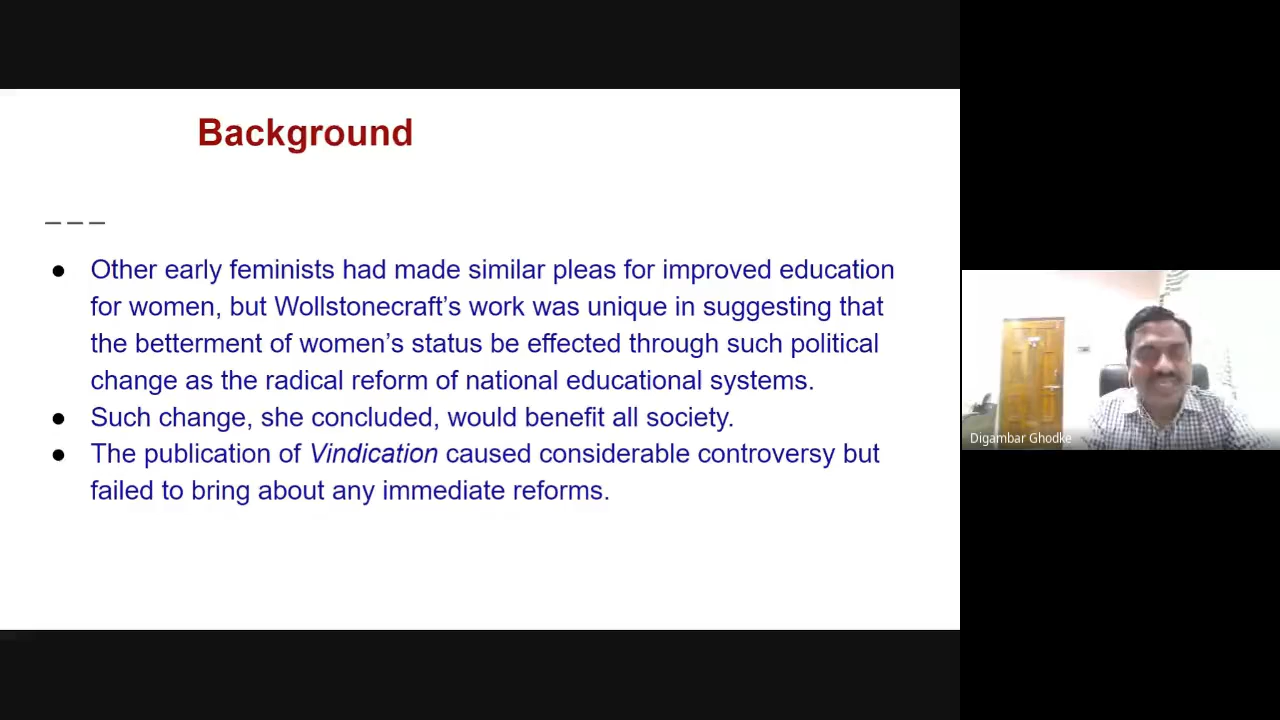 Background
● Other early feminists had made similar pleas for improved education
for women, but Wollstonecraft’s work was unique in suggesting that
the betterment of women’s status be effected through such political
change as the radical reform of national educational systems.
● Such change, she concluded, would benefit all society.
● The publication of Vindication caused considerable controversy but
failed to bring about any immediate reforms.
Digambar Ghodke